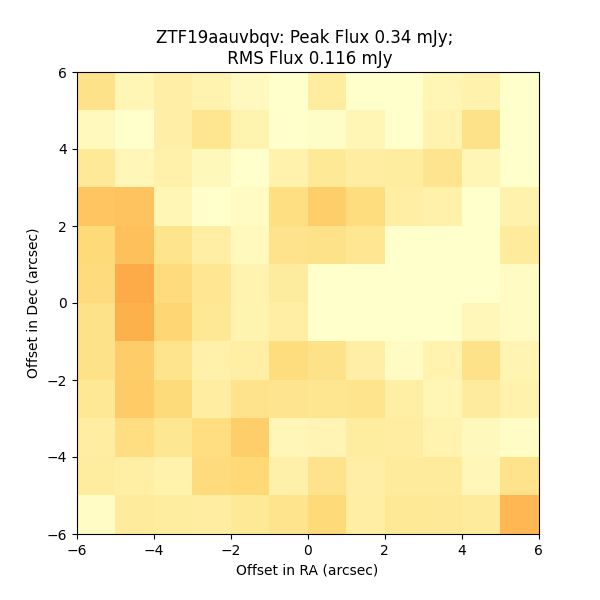 ZTF19aauvbqv: Peak Flux 0.34 mJy;
RMS Flux 0.116 mJy
6
4
2
0
−2
−4
−6
Offset in Dec (arcsec)
−6 −4 −2 0 2 4 6
Offset in RA (arcsec)